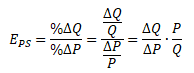 E_PS = %ΔQ / %ΔP = (ΔQ/Q) / (ΔP/P) = ΔQ/ΔP · P/Q